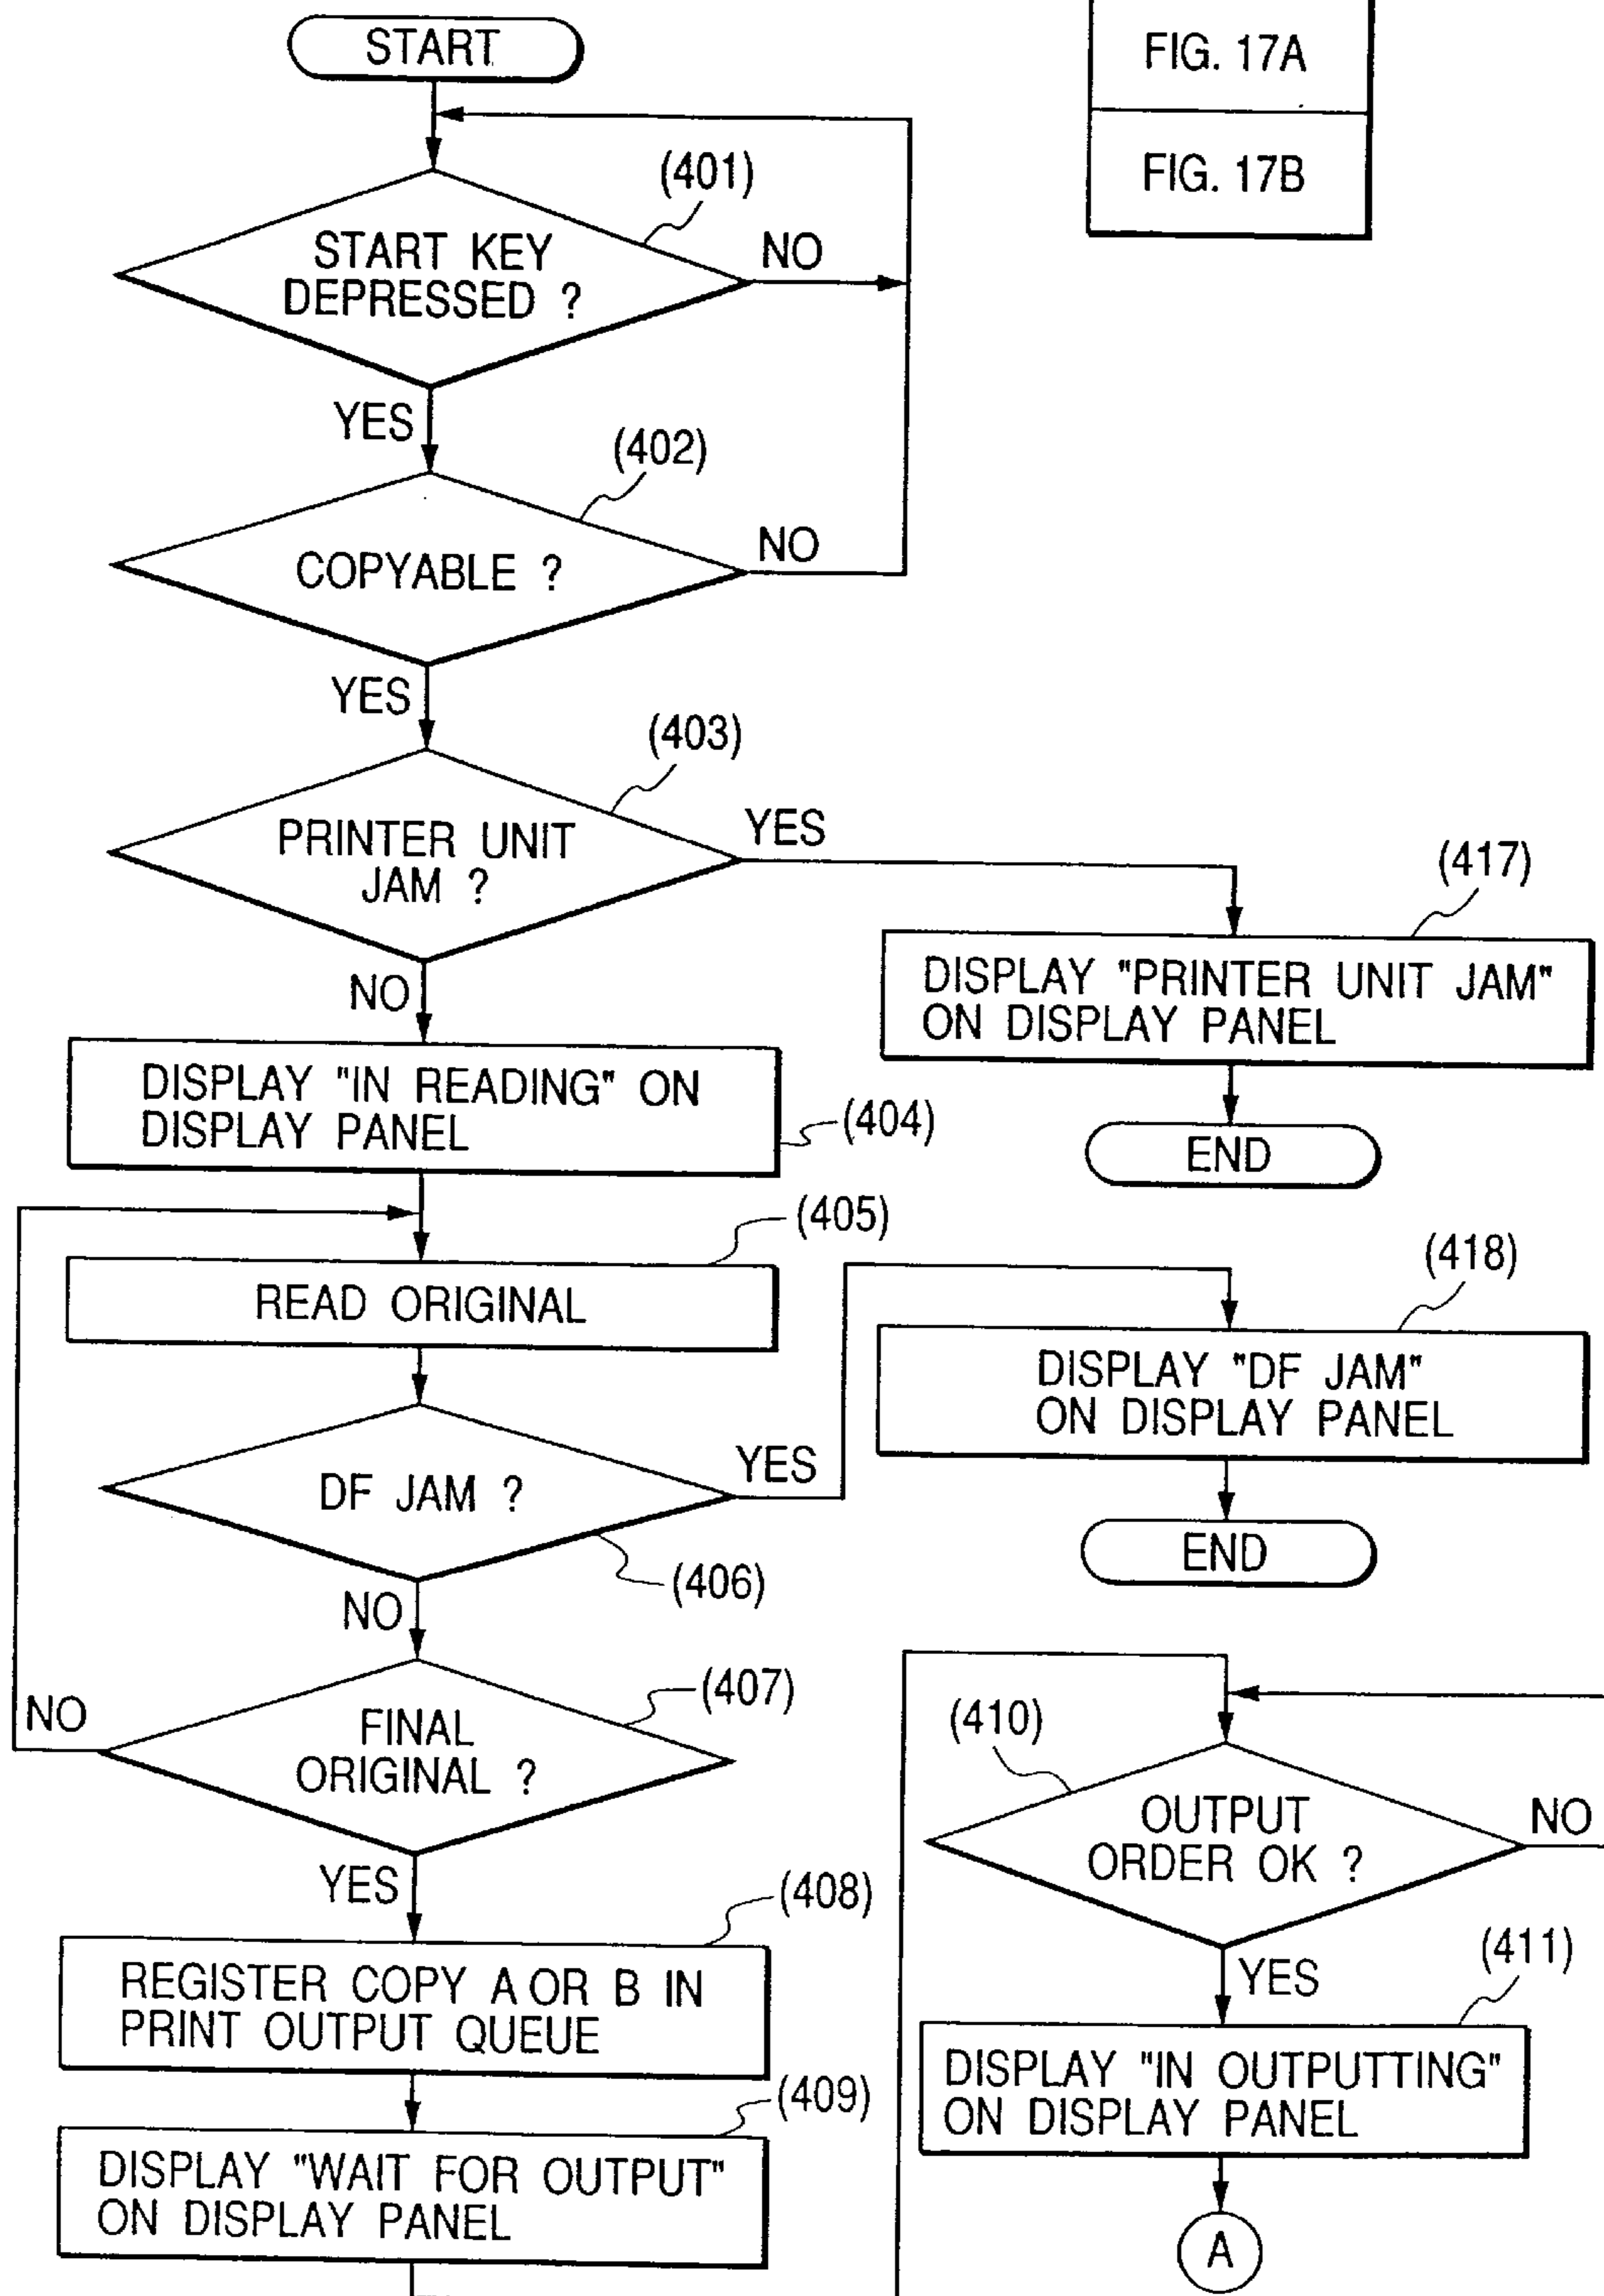 START
FIG. 17A
FIG. 17B
(401)
START KEY
DEPRESSED ?
NO
YES
(402)
COPYABLE ?
NO
YES
(403)
PRINTER UNIT
JAM ?
YES
NO
(417)
DISPLAY "PRINTER UNIT JAM"
ON DISPLAY PANEL
END
DISPLAY "IN READING" ON
DISPLAY PANEL
(404)
(405)
READ ORIGINAL
(418)
DISPLAY "DF JAM"
ON DISPLAY PANEL
END
DF JAM ?
YES
(406)
NO
(407)
FINAL
ORIGINAL ?
NO
YES
(408)
REGISTER COPY A OR B IN
PRINT OUTPUT QUEUE
(409)
DISPLAY "WAIT FOR OUTPUT"
ON DISPLAY PANEL
(410)
OUTPUT
ORDER OK ?
NO
YES
(411)
DISPLAY "IN OUTPUTTING"
ON DISPLAY PANEL
A